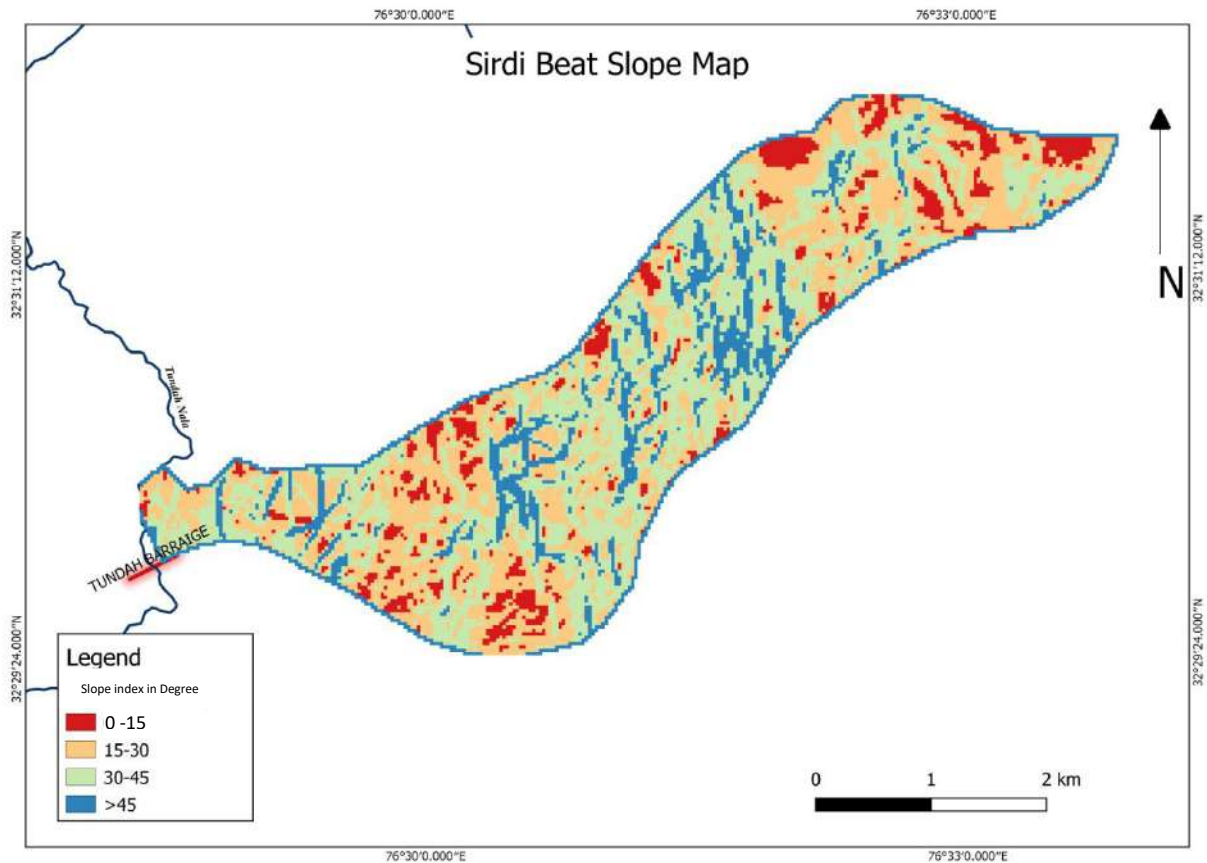 76°30'0.000"E
76°33'0.000"E
Sirdi Beat Slope Map
32°31'12.000"N
32°31'12.000"N
N
Tundah Nala
TUNDAH BARRAIGE
32°29'24.000"N
32°29'24.000"N
Legend
Slope index in Degree
0 -15
15-30
30-45
>45
0 1 2 km
76°30'0.000"E
76°33'0.000"E